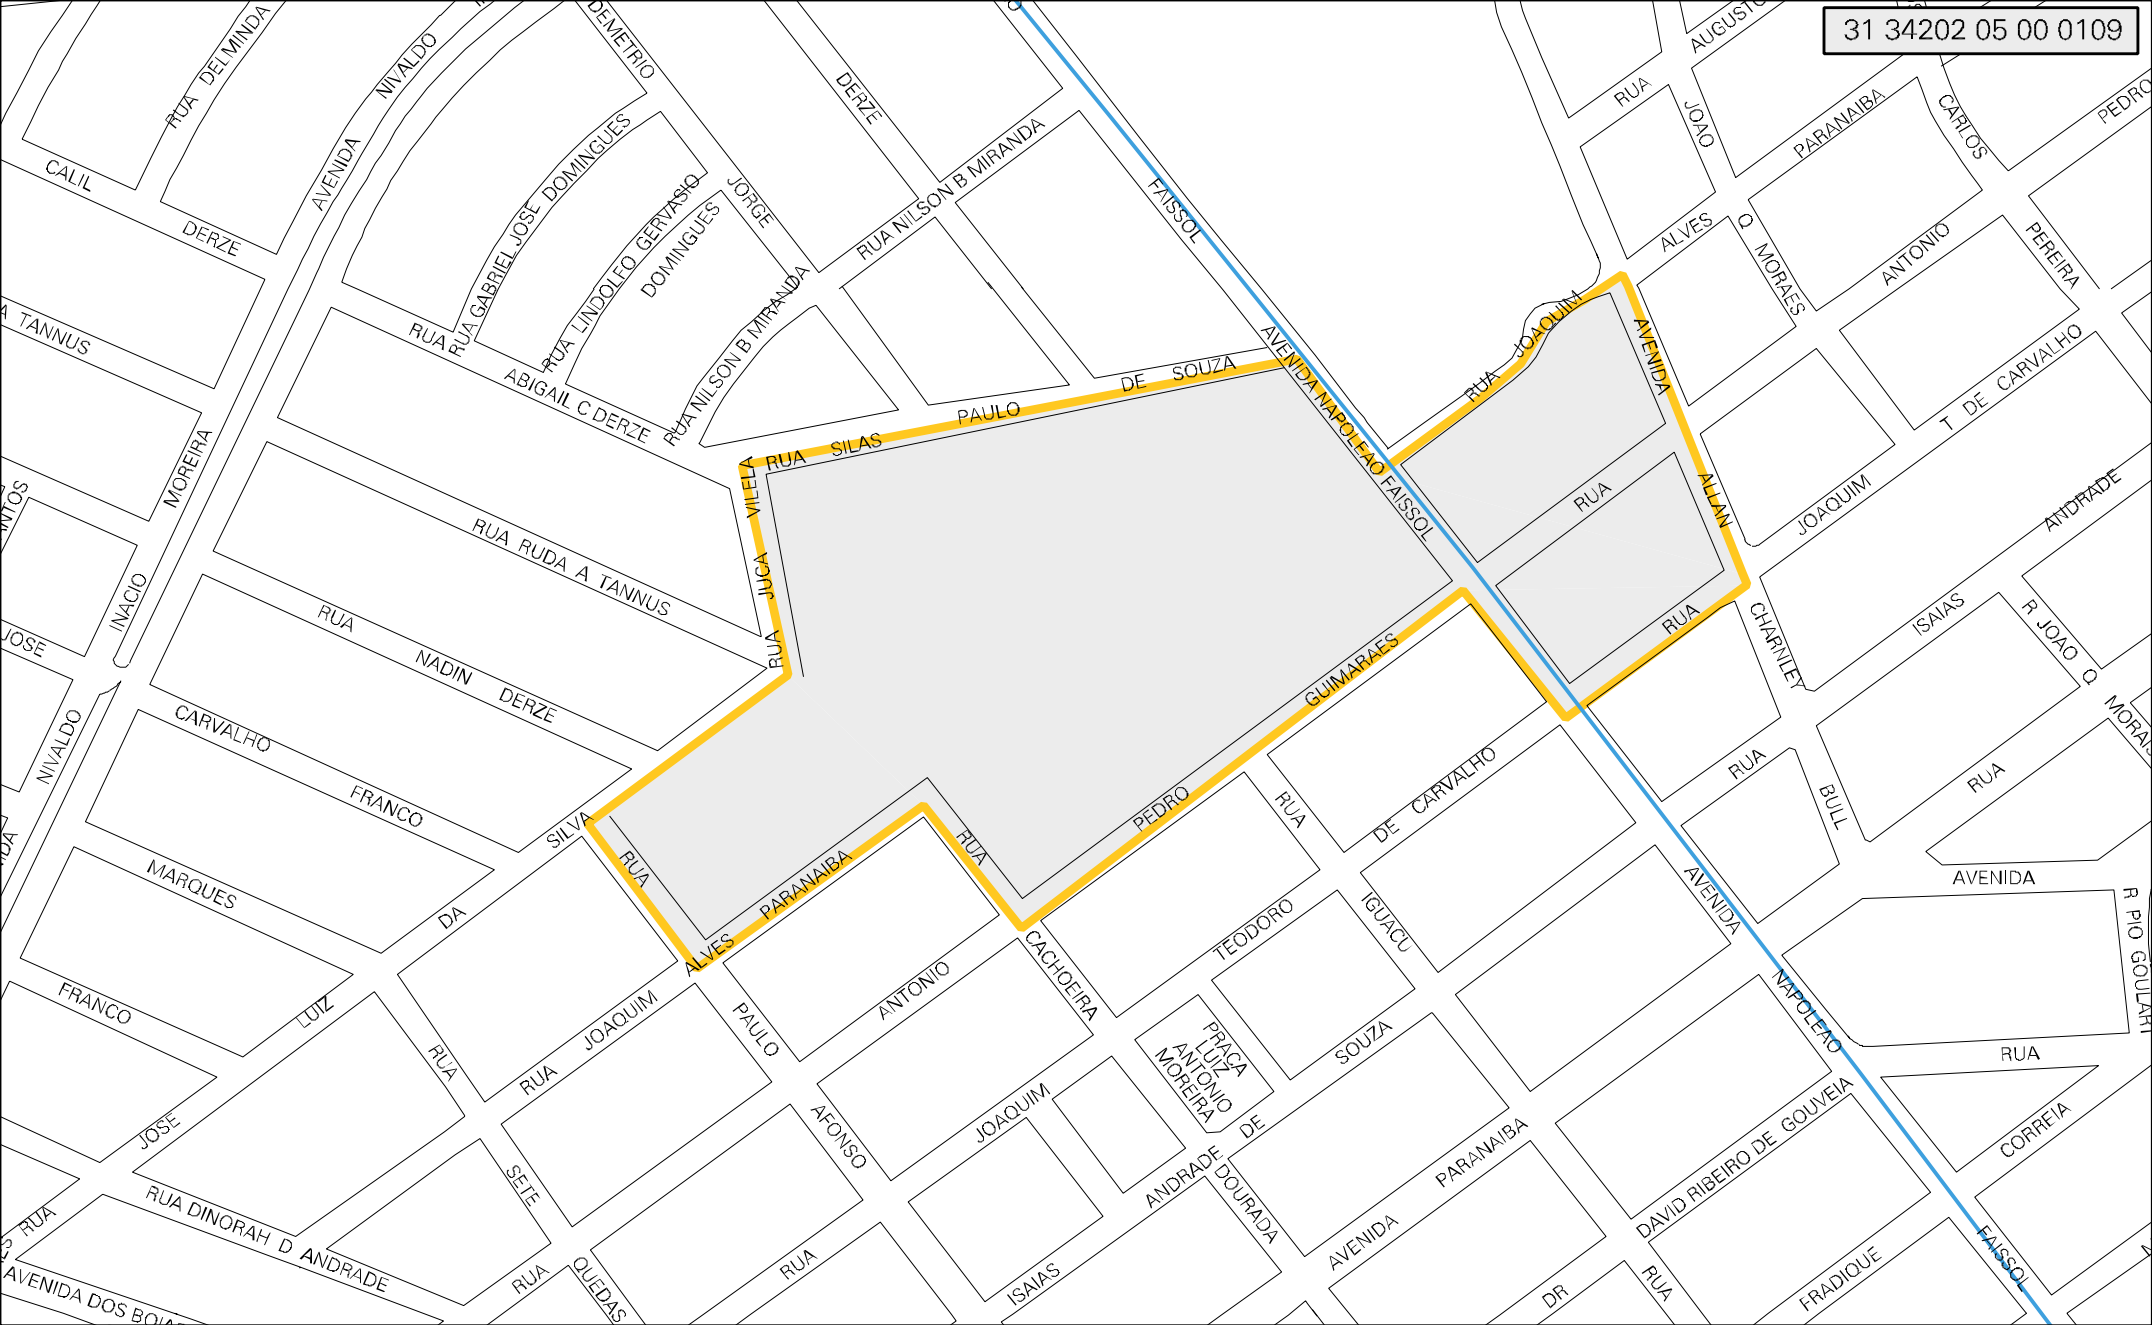 31 34202 05 00 0109
RUA DELMINDA
NIVALDO
AVENIDA
DEMETRIO
DERZE
AUGUSTO
RUA
JOAO
PARANAIBA
CARLOS
PEDRO
CALIL
DERZE
RUA GABRIEL JOSE DOMINGUES
RUA LINDOLFO GERVASIO
DOMINGUES
JORGE
RUA NILSON B MIRANDA
RUA NILSON B MIRANDA
FAISSOL
ALVES
Q MORAES
ANTONIO
PEREIRA
A TANNUS
RUA
ABIGAIL C DERZE
AVENIDA NAPOLEAO FAISSOL
RUA JOAQUIM
AVENIDA
ALLAN
CHARNLEY
BULL
T DE CARVALHO
JOAQUIM
RUA SILAS PAULO DE SOUZA
RUA JUCA VILELA
MOREIRA
INACIO
NIVALDO
RUA RUDA A TANNUS
RUA NADIN DERZE
RUA
RUA
ANDRADE
ISAIAS
R JOAO Q MORAIS
RUA
JOSE
CARVALHO
FRANCO
MARQUES
FRANCO
SILVA
DA
LUIZ
JOSE
RUA
RUA
ALVES PARANAIBA
RUA
PEDRO GUIMARAES
CACHOEIRA
DOURADA
RUA
IGUACU
DE CARVALHO
TEODORO
ANTONIO
JOAQUIM
RUA
PAULO
AFONSO
RUA
SETE
QUEDAS
JOAQUIM
RUA
PRACA
LUIZ
ANTONIO
MOREIRA
SOUZA
DE
ANDRADE
ISAIAS
RUA
RUA
AVENIDA
R PIO GOULART
AVENIDA
NAPOLEAO
FAISSOL
RUA
CORREIA
DAVID RIBEIRO DE GOUVEIA
PARANAIBA
AVENIDA
DR
RUA
FRADIQUE
RUA DINORAH D ANDRADE
AVENIDA DOS BOIA